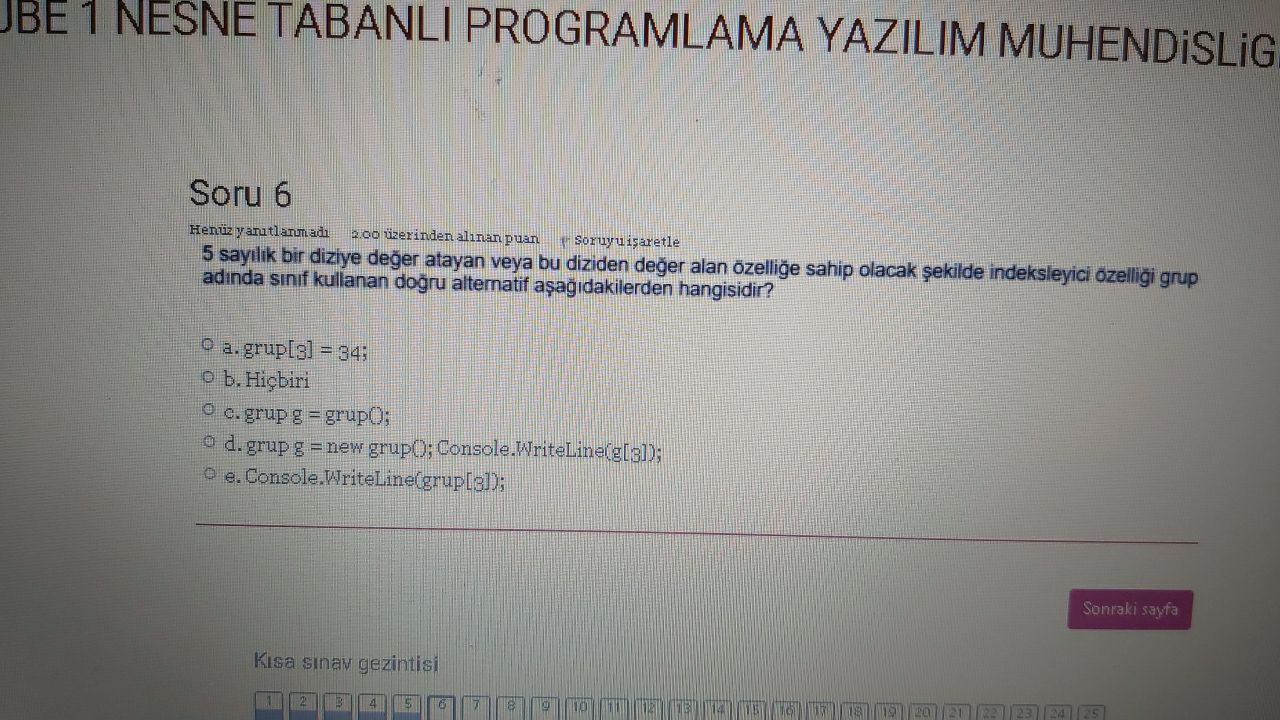 UBE 1 NESNE TABANLI PROGRAMLAMA YAZILIM MUHENDiSLiG
Soru 6
Henüz yanıtlanmadı 2.00 üzerinden alınan puan Soruyu işaretle
5 sayılık bir diziye değer atayan veya bu diziden değer alan özelliğe sahip olacak şekilde indeksleyici özelliği grup
adında sınıf kullanan doğru alternatif aşağıdakilerden hangisidir?
a. grup[3] = 34;
b. Hiçbiri
c. grup g = grup();
d. grup g = new grup(); Console.WriteLine(g[3]);
e. Console.WriteLine(grup[3]);
Sonraki sayfa
Kısa sınav gezintisi
1 2 3 4 5 6 7 8 9 10 11 12 13 14 15 16 17 18 19 20 21 22 23 24 25